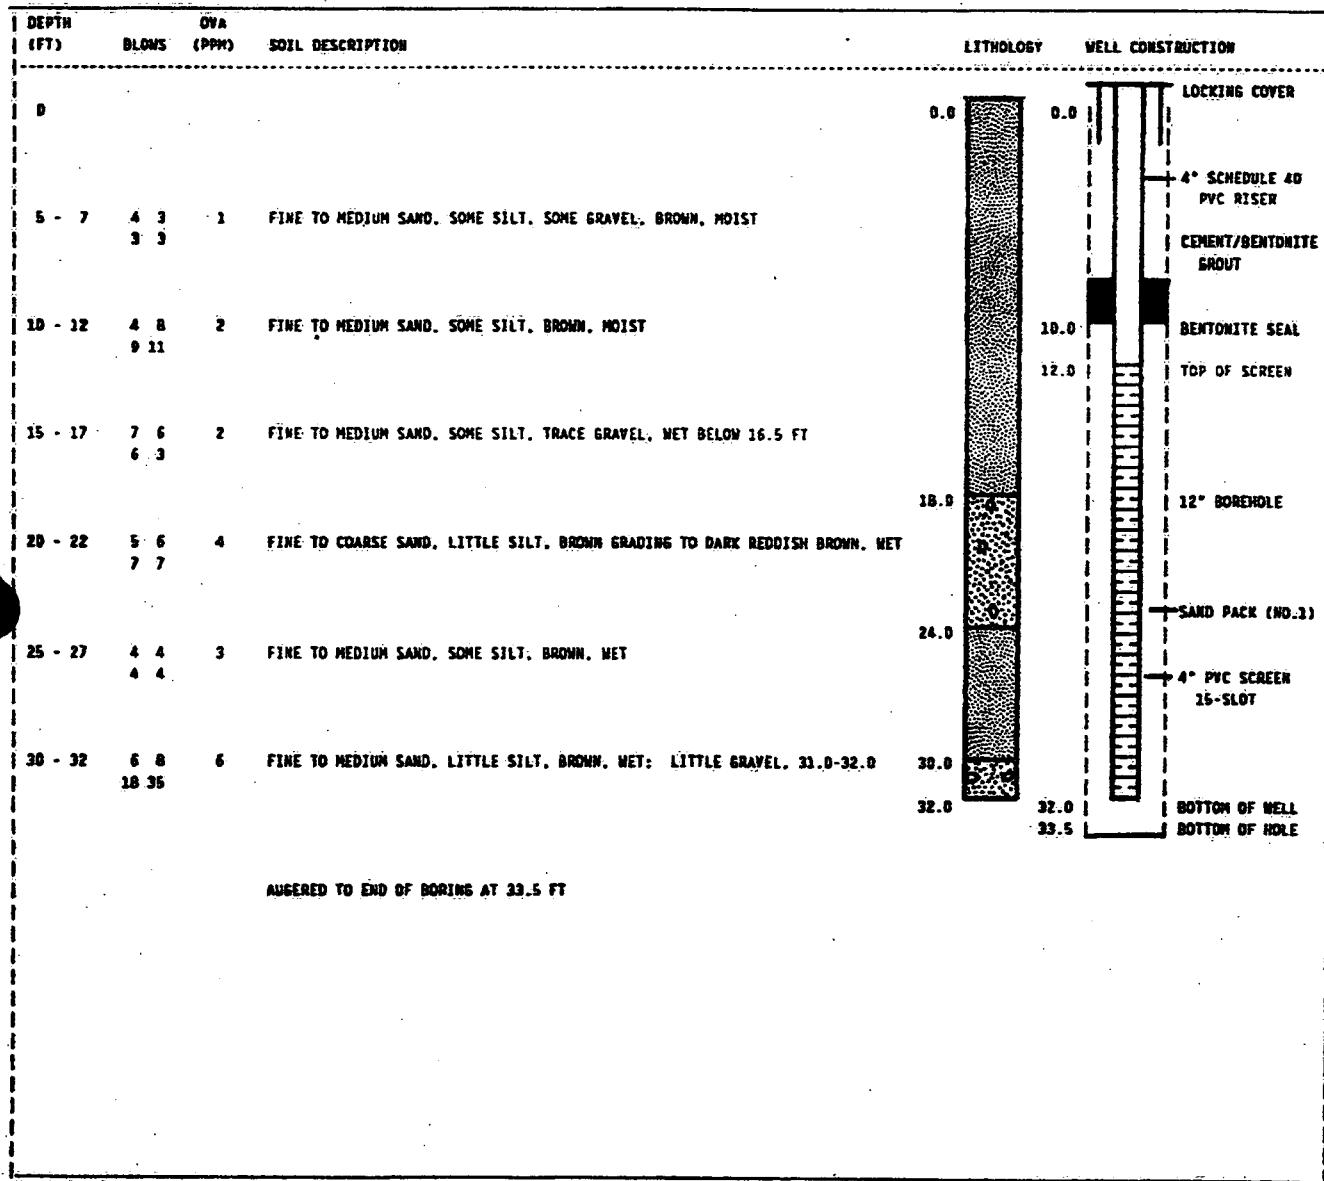 DEPTH OVA
(FT) BLOWS (PPM) SOIL DESCRIPTION LITHOLOGY WELL CONSTRUCTION
LOCKING COVER
0 0.0 0.0
4" SCHEDULE 40
PVC RISER
5 - 7 4 3 1 FINE TO MEDIUM SAND, SOME SILT, SOME GRAVEL, BROWN, MOIST
3 3
CEMENT/BENTONITE
GROUT
10 - 12 4 8 2 FINE TO MEDIUM SAND, SOME SILT, BROWN, MOIST 10.0 BENTONITE SEAL
9 11
12.0 TOP OF SCREEN
15 - 17 7 6 2 FINE TO MEDIUM SAND, SOME SILT, TRACE GRAVEL, WET BELOW 16.5 FT
6 3
18.0 12" BOREHOLE
20 - 22 5 6 4 FINE TO COARSE SAND, LITTLE SILT, BROWN GRADING TO DARK REDDISH BROWN, WET
7 7
SAND PACK (NO.1)
24.0
25 - 27 4 4 3 FINE TO MEDIUM SAND, SOME SILT, BROWN, WET
4 4
4" PVC SCREEN
15-SLOT
30 - 32 6 8 6 FINE TO MEDIUM SAND, LITTLE SILT, BROWN, WET; LITTLE GRAVEL, 31.0-32.0 30.0
18 35
32.0 32.0 BOTTOM OF WELL
33.5 BOTTOM OF HOLE
AUGERED TO END OF BORING AT 33.5 FT